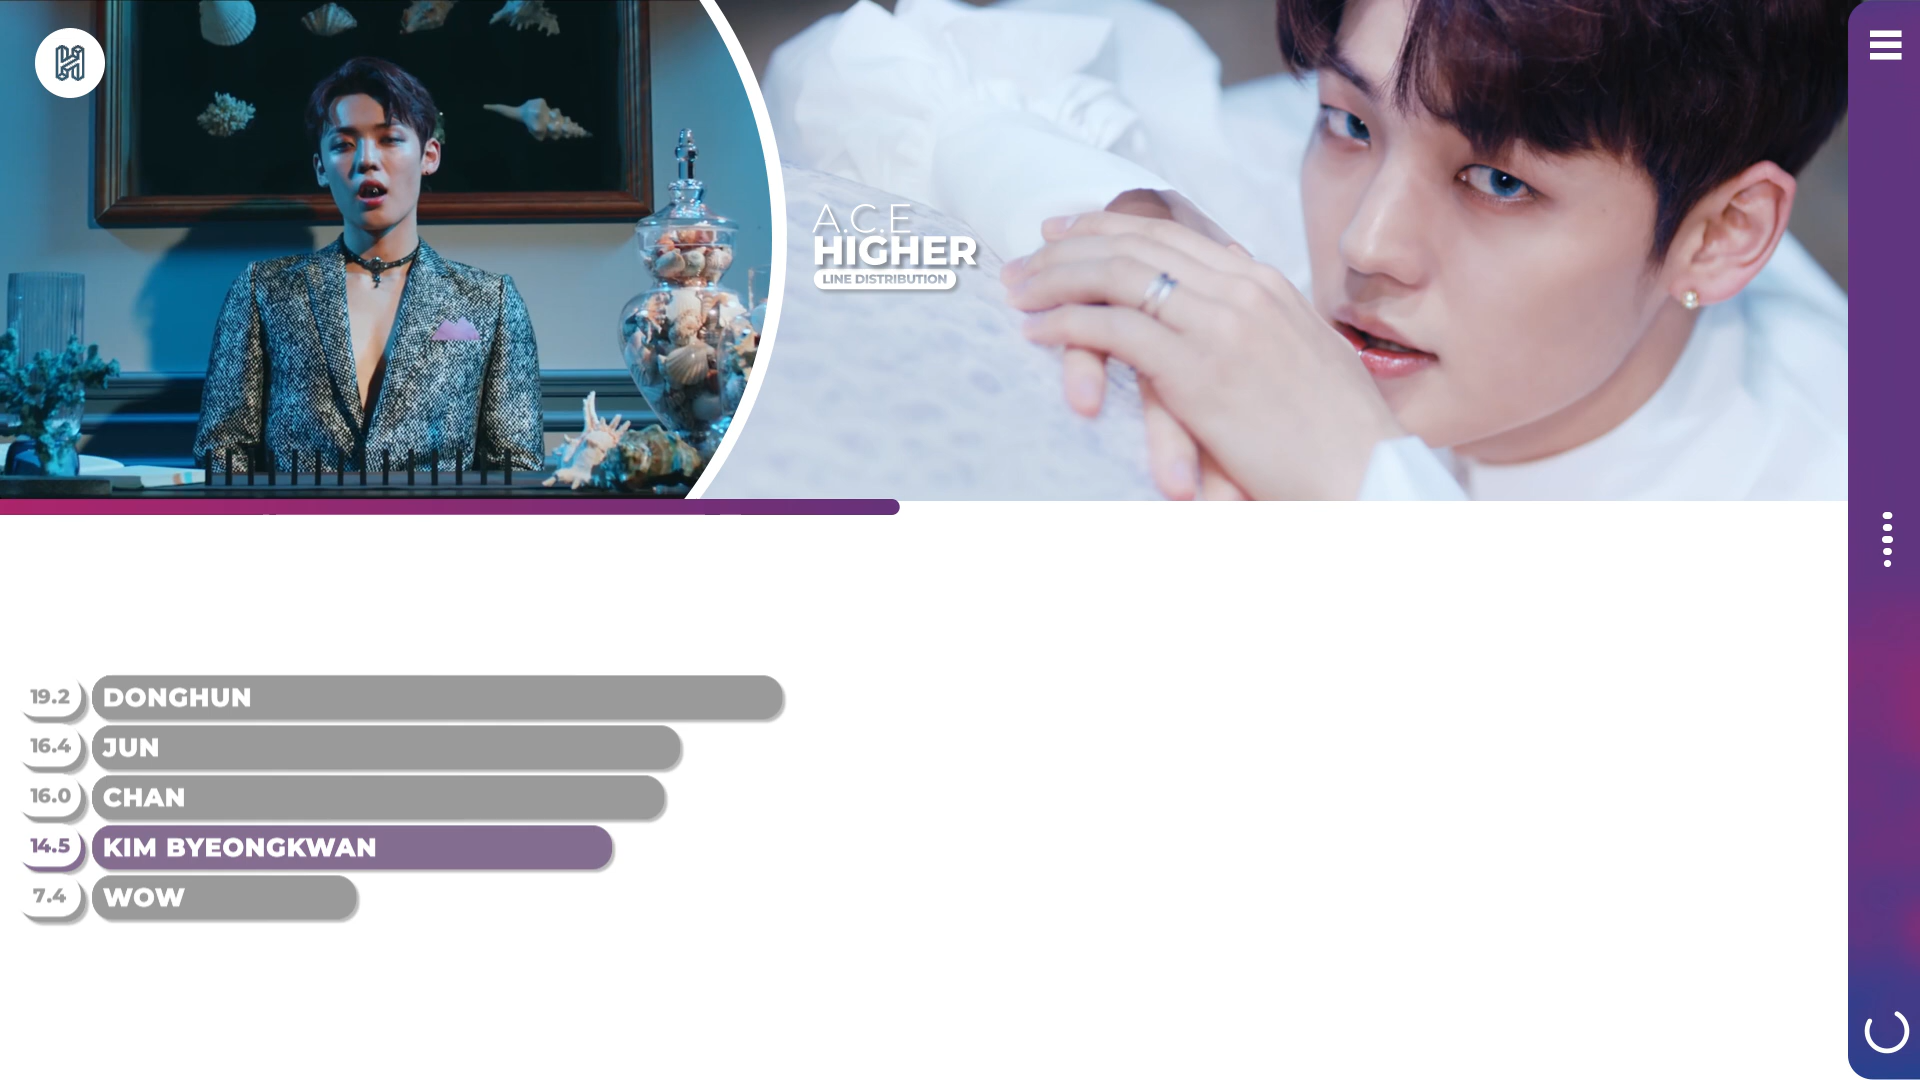 A.C.E
HIGHER
LINE DISTRIBUTION
19.2 DONGHUN
16.4 JUN
16.0 CHAN
14.5 KIM BYEONGKWAN
7.4 WOW